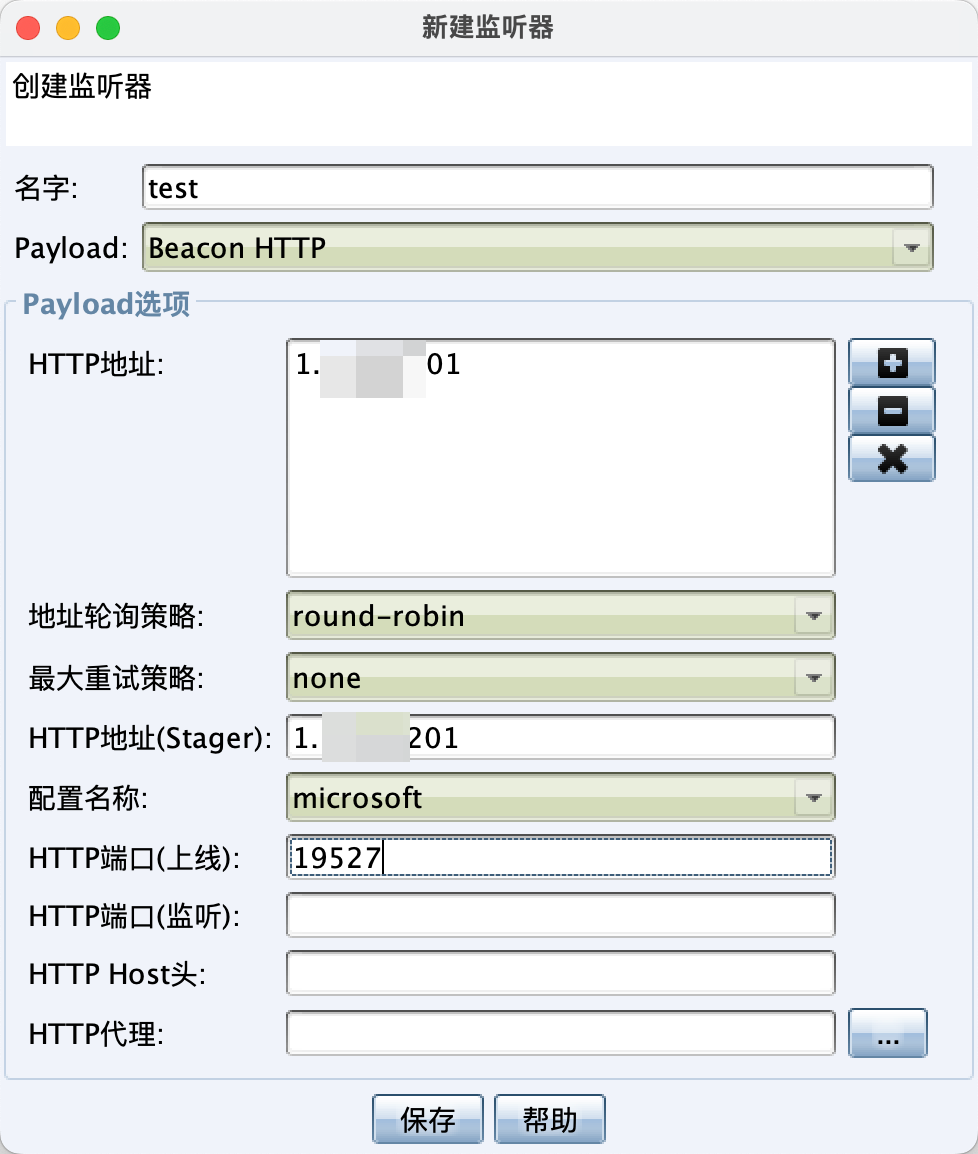 新建监听器
创建监听器
名字: test
Payload: Beacon HTTP
Payload选项
HTTP地址: 1. 01
地址轮询策略: round-robin
最大重试策略: none
HTTP地址(Stager): 1. 201
配置名称: microsoft
HTTP端口(上线): 19527
HTTP端口(监听):
HTTP Host头:
HTTP代理: ...
保存 帮助